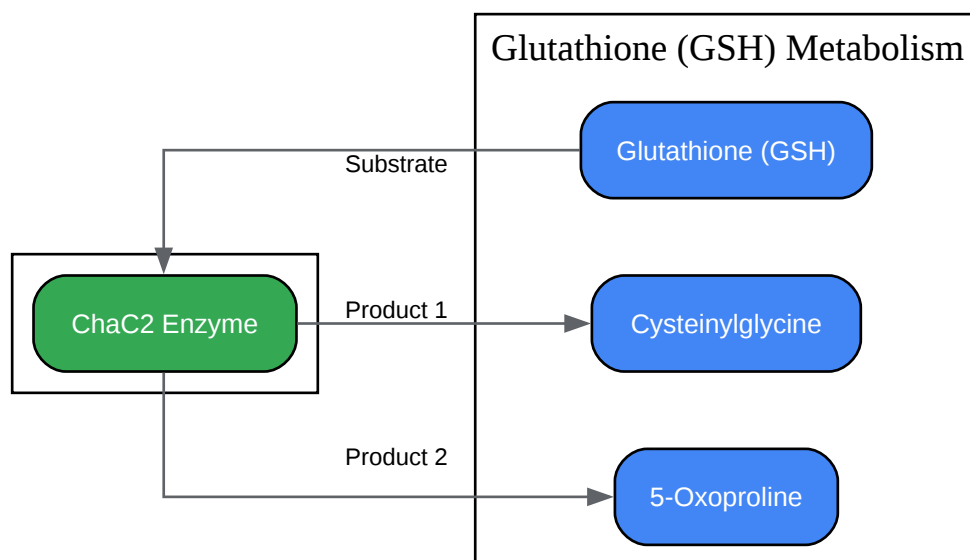 Glutathione (GSH) Metabolism
Glutathione (GSH)
Substrate
ChaC2 Enzyme
Product 1
Cysteinylglycine
Product 2
5-Oxoproline